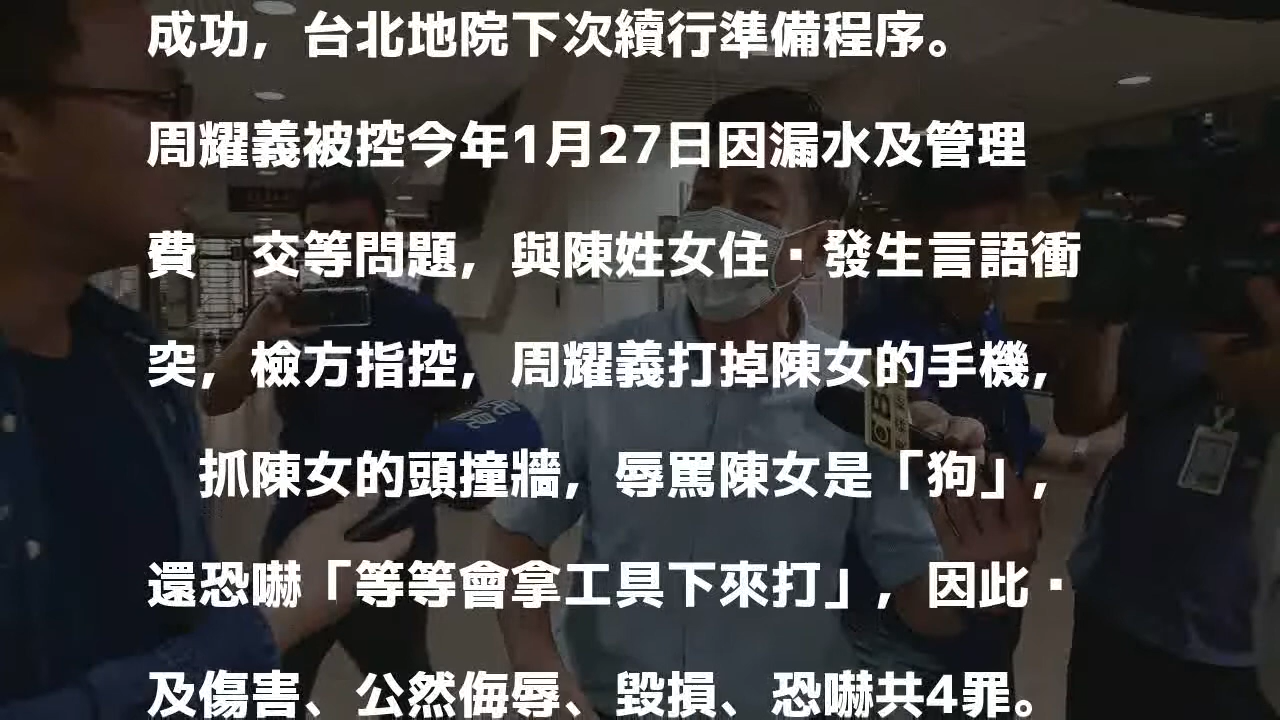 成功，台北地院下次續行準備程序。
周耀義被控今年1月27日因漏水及管理
費　交等問題，與陳姓女住·發生言語衝
突，檢方指控，周耀義打掉陳女的手機，
抓陳女的頭撞牆，辱罵陳女是「狗」，
還恐嚇「等等會拿工具下來打」，因此·
及傷害、公然侮辱、毀損、恐嚇共4罪。